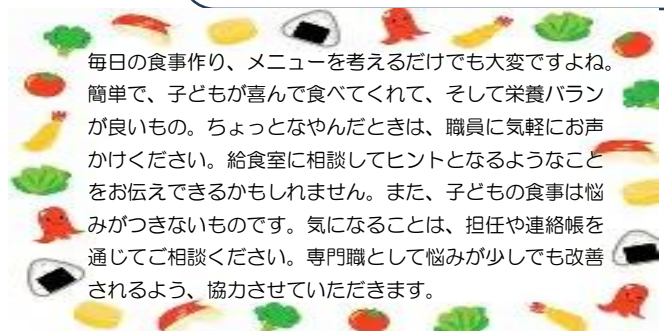 毎日の食事作り、メニューを考えるだけでも大変ですよね。
簡単で、子どもが喜んで食べてくれて、そして栄養バラン
が良いもの。ちょっとなやんだときは、職員に気軽にお声
かけください。給食室に相談してヒントとなるようなこと
をお伝えできるかもしれません。また、子どもの食事は悩
みがつきないものです。気になることは、担任や連絡帳を
通じてご相談ください。専門職として悩みが少しでも改善
されるよう、協力させていただきます。